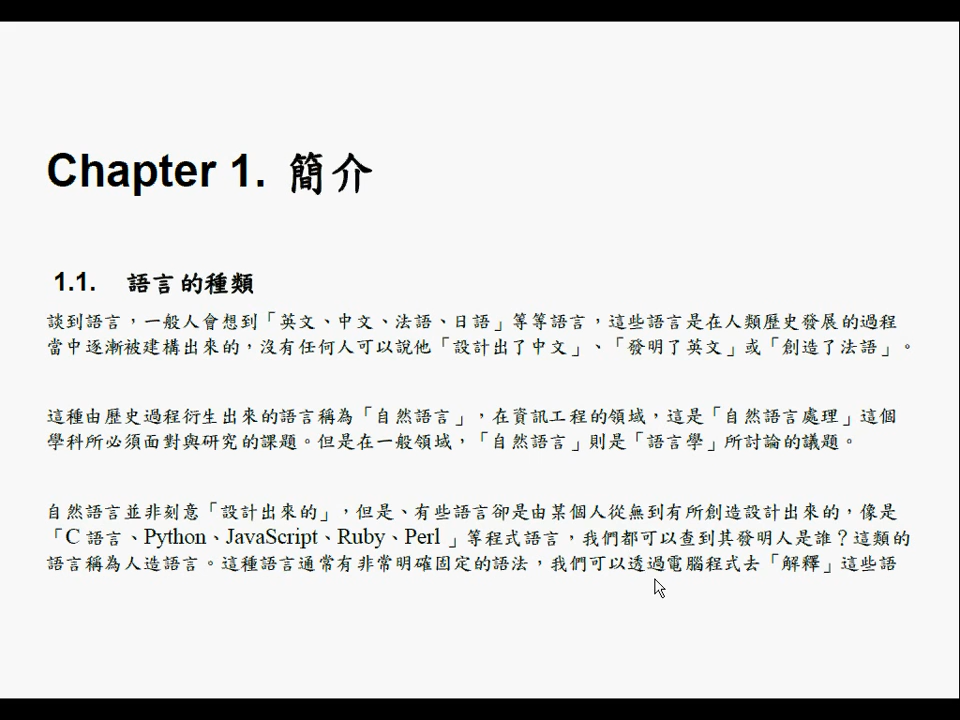 Chapter 1. 簡介
1.1. 語言的種類
談到語言，一般人會想到「英文、中文、法語、日語」等等語言，這些語言是在人類歷史發展的過程
當中逐漸被建構出來的，沒有任何人可以說他「設計出了中文」、「發明了英文」或「創造了法語」。
這種由歷史過程衍生出來的語言稱為「自然語言」，在資訊工程的領域，這是「自然語言處理」這個
學科所必須面對與研究的課題。但是在一般領域，「自然語言」則是「語言學」所討論的議題。
自然語言並非刻意「設計出來的」，但是、有些語言卻是由某個人從無到有所創造設計出來的，像是
「C 語言、Python、JavaScript、Ruby、Perl 」等程式語言，我們都可以查到其發明人是誰？這類的
語言稱為人造語言。這種語言通常有非常明確固定的語法，我們可以透過電腦程式去「解釋」這些語